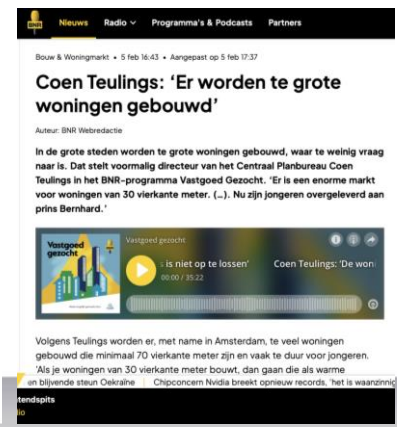 BNR Nieuws Radio Programma's & Podcasts Partners
Bouw & Woningmarkt • 5 feb 16:43 • Aangepast op 5 feb 17:37
Coen Teulings: ‘Er worden te grote
woningen gebouwd’
Auteur: BNR Webredactie
In de grote steden worden te grote woningen gebouwd, waar te weinig vraag
naar is. Dat stelt voormalig directeur van het Centraal Planbureau Coen
Teulings in het BNR-programma Vastgoed Gezocht. ‘Er is een enorme markt
voor woningen van 30 vierkante meter. (…). Nu zijn jongeren overgeleverd aan
prins Bernhard.’
Vastgoed
gezocht
Vastgoed gezocht
s is niet op te lossen’ Coen Teulings: ‘De won
00:00 / 35:22
Volgens Teulings worden er, met name in Amsterdam, te veel woningen
gebouwd die minimaal 70 vierkante meter zijn en vaak te duur voor jongeren.
‘Als je woningen van 30 vierkante meter bouwt, dan gaan die als warme
en blijvende steun Oekraïne Chipconcern Nvidia breekt opnieuw records, ‘het is waanzinnig
tendspits
io